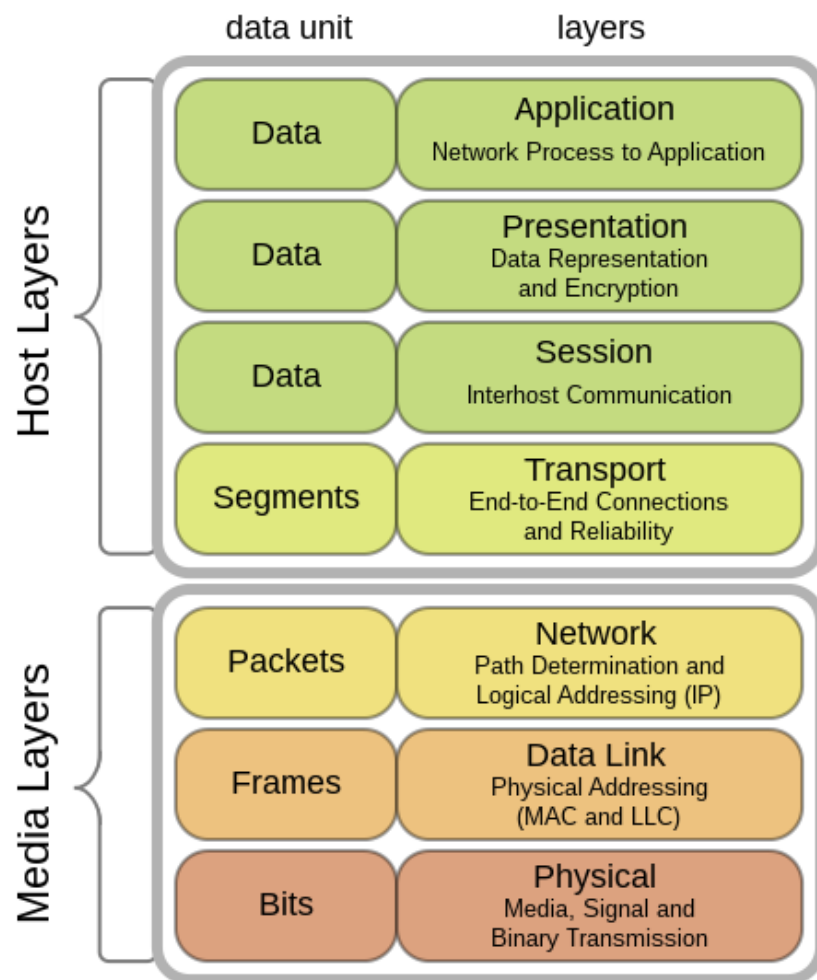 data unit
layers
Host Layers
Data
Application
Network Process to Application
Data
Presentation
Data Representation
and Encryption
Data
Session
Interhost Communication
Segments
Transport
End-to-End Connections
and Reliability
Media Layers
Packets
Network
Path Determination and
Logical Addressing (IP)
Frames
Data Link
Physical Addressing
(MAC and LLC)
Bits
Physical
Media, Signal and
Binary Transmission